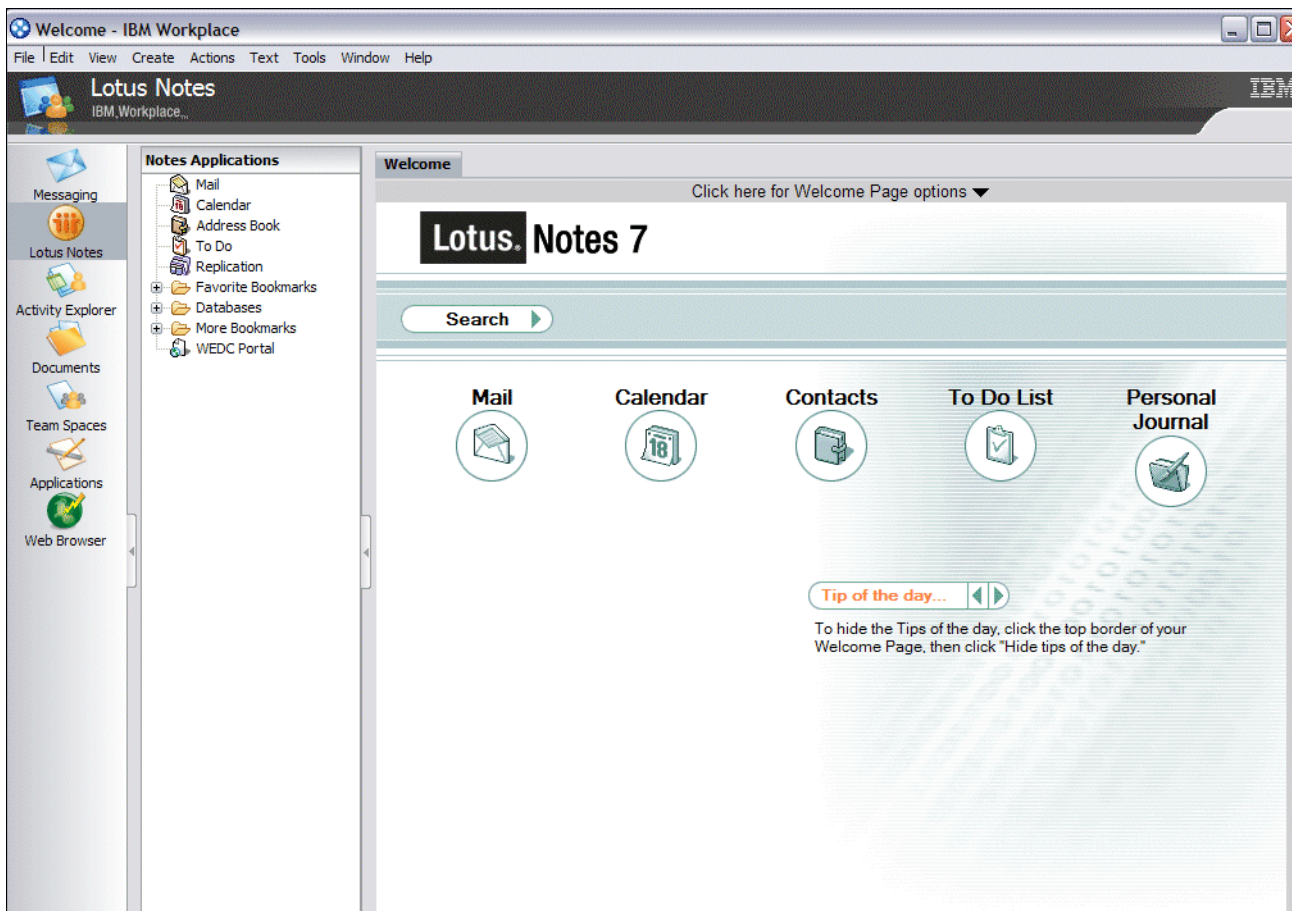 Welcome - IBM Workplace
File Edit View Create Actions Text Tools Window Help
Lotus Notes
IBM
IBM Workplace
Messaging
Lotus Notes
Activity Explorer
Documents
Team Spaces
Applications
Web Browser
Notes Applications
Mail
Calendar
Address Book
To Do
Replication
Favorite Bookmarks
Databases
More Bookmarks
WEDC Portal
Welcome
Click here for Welcome Page options
Lotus. Notes 7
Search
Mail
Calendar
18
Contacts
To Do List
Personal
Journal
Tip of the day...
To hide the Tips of the day, click the top border of your
Welcome Page, then click "Hide tips of the day."